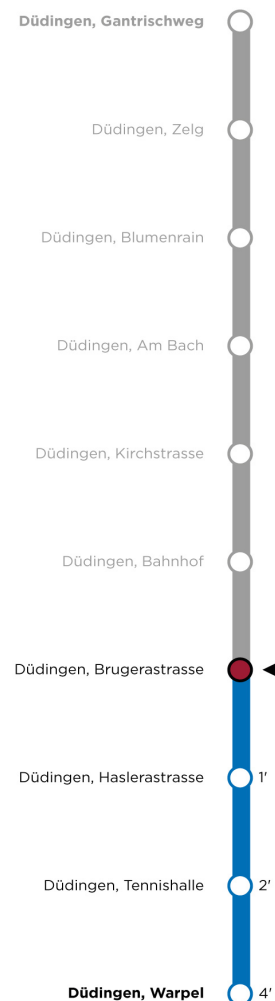 Düdingen, Gantrischweg
Düdingen, Zelg
Düdingen, Blumenrain
Düdingen, Am Bach
Düdingen, Kirchstrasse
Düdingen, Bahnhof
Düdingen, Brugerastrasse
Düdingen, Haslerastrasse 1'
Düdingen, Tennishalle 2'
Düdingen, Warpel 4'